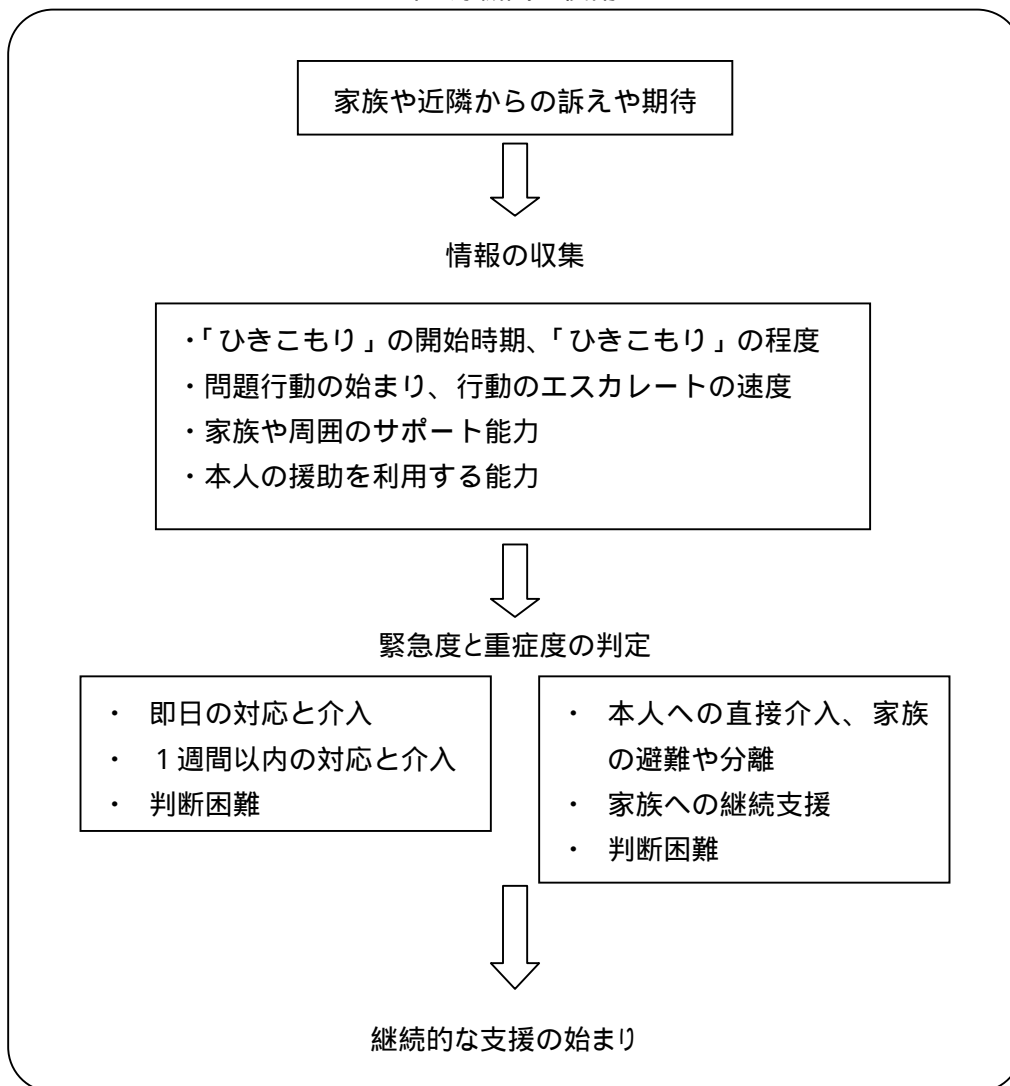 家族や近隣からの訴えや期待
情報の収集
・「ひきこもり」の開始時期、「ひきこもり」の程度
・問題行動の始まり、行動のエスカレートの速度
・家族や周囲のサポート能力
・本人の援助を利用する能力
緊急度と重症度の判定
・ 即日の対応と介入
・ １週間以内の対応と介入
・ 判断困難
・ 本人への直接介入、家族
の避難や分離
・ 家族への継続支援
・ 判断困難
継続的な支援の始まり